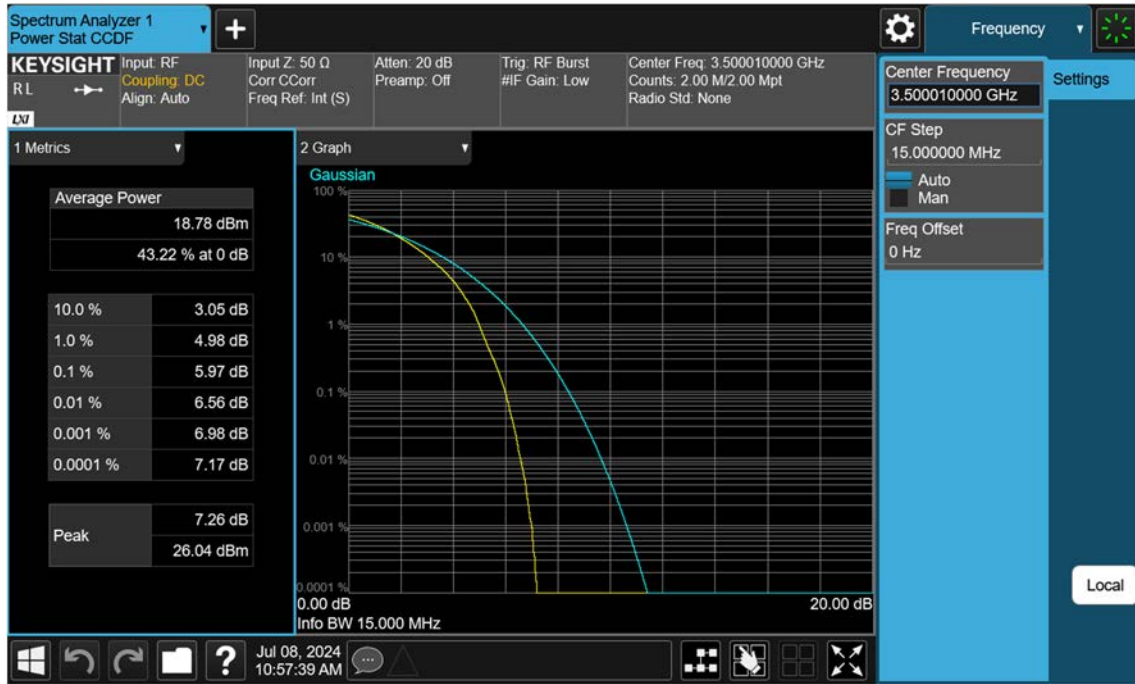 Spectrum Analyzer 1
Power Stat CCDF
Frequency
KEYSIGHT
R L
LXI
Input: RF
Coupling: DC
Align: Auto
Input Z: 50 Ω
Corr CCorr
Freq Ref: Int (S)
Atten: 20 dB
Preamp: Off
Trig: RF Burst
#IF Gain: Low
Center Freq: 3.500010000 GHz
Counts: 2.00 M/2.00 Mpt
Radio Std: None
Center Frequency
3.500010000 GHz
Settings
CF Step
15.000000 MHz
Auto
Man
Freq Offset
0 Hz
Local
1 Metrics
Average Power
18.78 dBm
43.22 % at 0 dB
10.0 % 3.05 dB
1.0 % 4.98 dB
0.1 % 5.97 dB
0.01 % 6.56 dB
0.001 % 6.98 dB
0.0001 % 7.17 dB
Peak
7.26 dB
26.04 dBm
2 Graph
Gaussian
100 %
10 %
1 %
0.1 %
0.01 %
0.001 %
0.0001 %
0.00 dB 20.00 dB
Info BW 15.000 MHz
?
Jul 08, 2024
10:57:39 AM